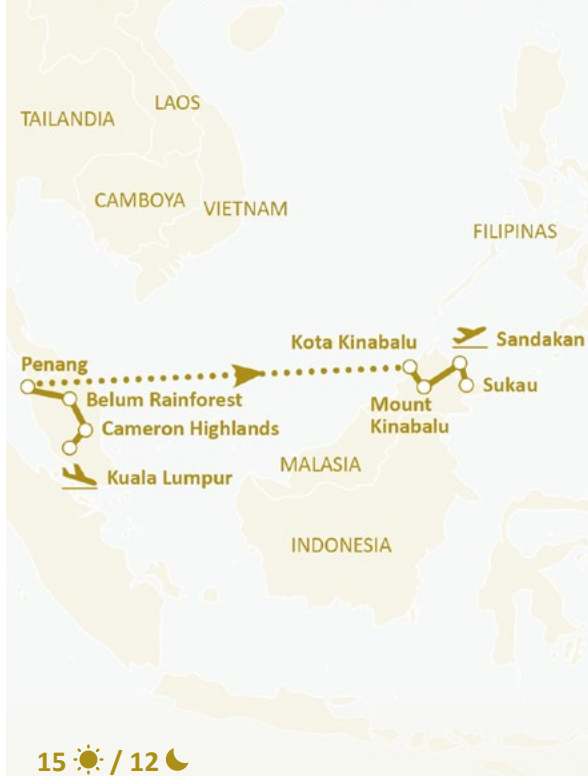 LAOS
TAILANDIA
CAMBOYA
VIETNAM
FILIPINAS
Kota Kinabalu
Sandakan
Penang
Sukau
Belum Rainforest
Mount
Kinabalu
Cameron Highlands
MALASIA
Kuala Lumpur
INDONESIA
15 / 12